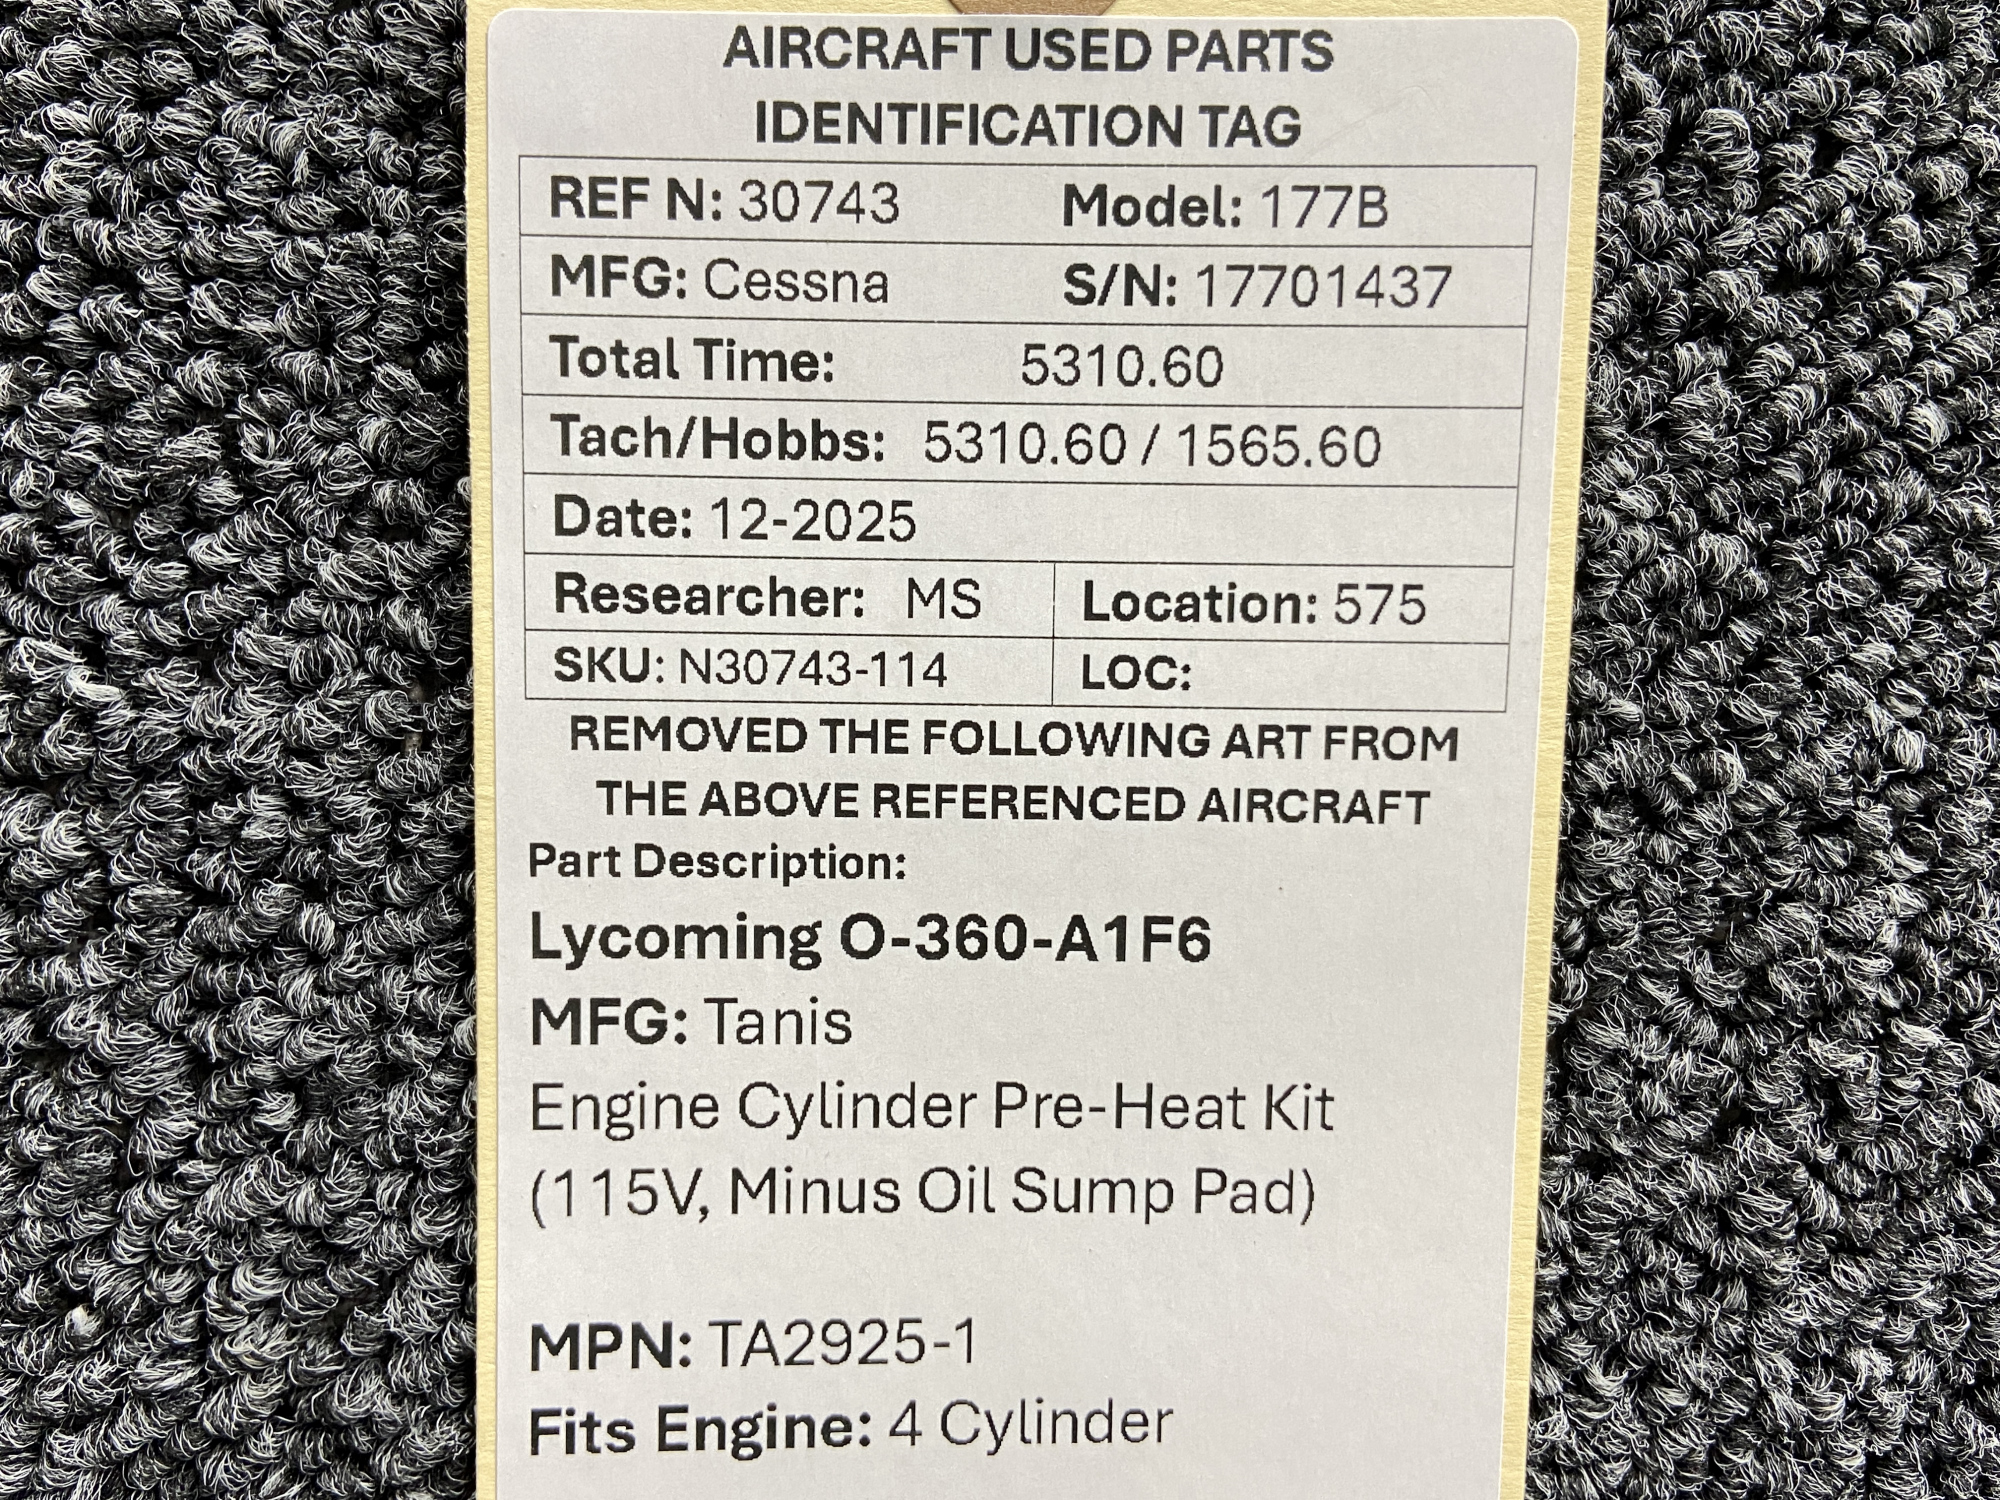 AIRCRAFT USED PARTS
IDENTIFICATION TAG
REF N: 30743 Model: 177B
MFG: Cessna S/N: 17701437
Total Time: 5310.60
Tach/Hobbs: 5310.60 / 1565.60
Date: 12-2025
Researcher: MS Location: 575
SKU: N30743-114 LOC:
REMOVED THE FOLLOWING ART FROM
THE ABOVE REFERENCED AIRCRAFT
Part Description:
Lycoming O-360-A1F6
MFG: Tanis
Engine Cylinder Pre-Heat Kit
(115V, Minus Oil Sump Pad)
MPN: TA2925-1
Fits Engine: 4 Cylinder